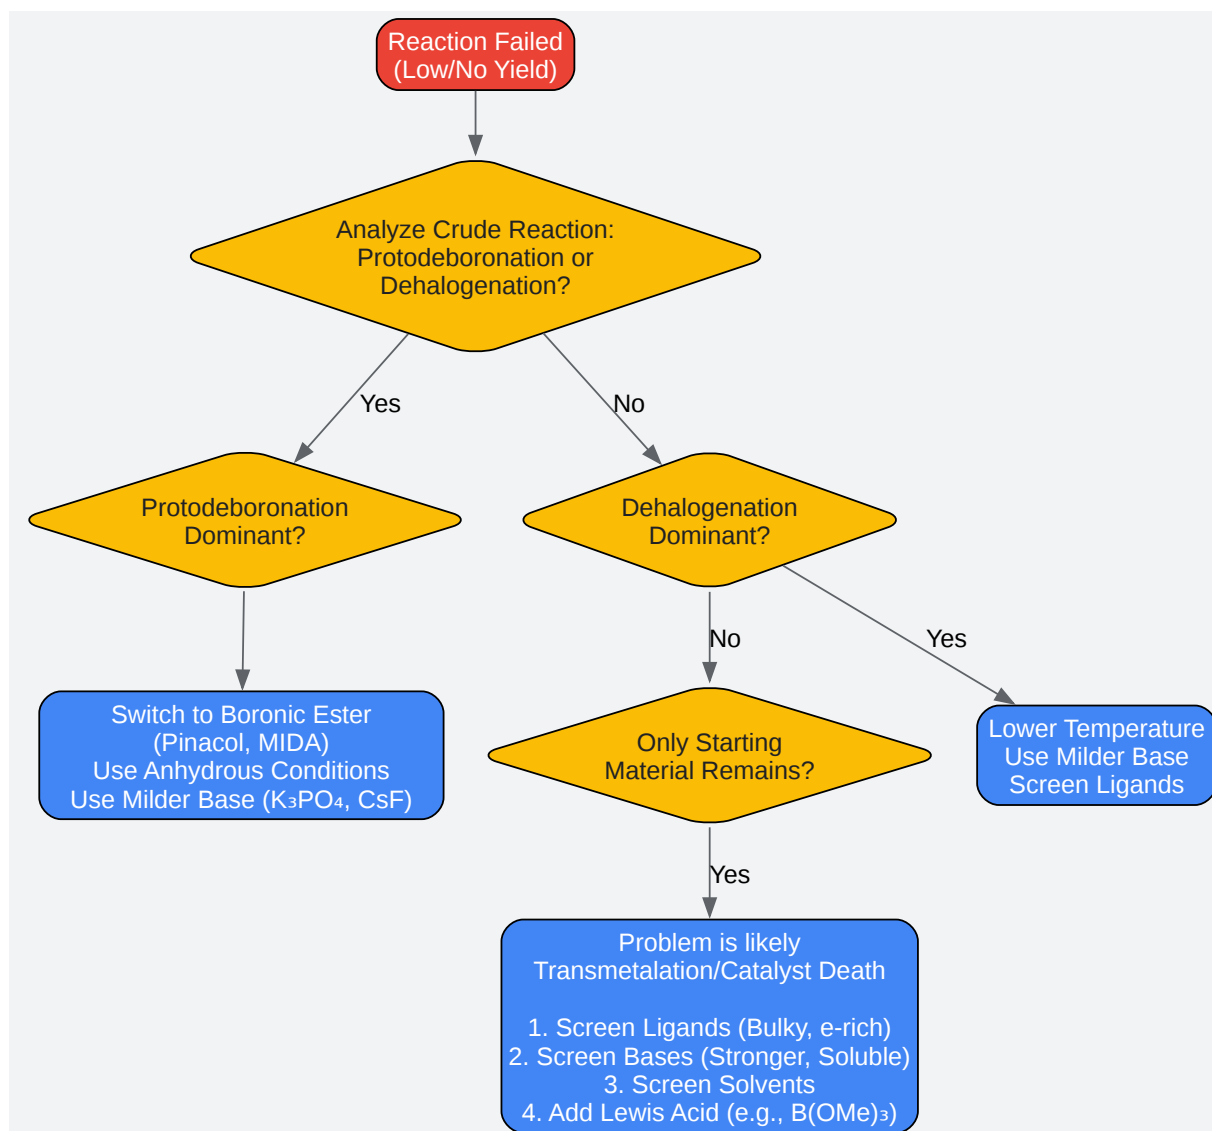 Reaction Failed
(Low/No Yield)
Analyze Crude Reaction:
Protodeboronation or
Dehalogenation?
Yes
No
Protodeboronation
Dominant?
Dehalogenation
Dominant?
No
Yes
Switch to Boronic Ester
(Pinacol, MIDA)
Use Anhydrous Conditions
Use Milder Base (K₃PO₄, CsF)
Only Starting
Material Remains?
Lower Temperature
Use Milder Base
Screen Ligands
Yes
Problem is likely
Transmetalation/Catalyst Death
1. Screen Ligands (Bulky, e-rich)
2. Screen Bases (Stronger, Soluble)
3. Screen Solvents
4. Add Lewis Acid (e.g., B(OMe)₃)